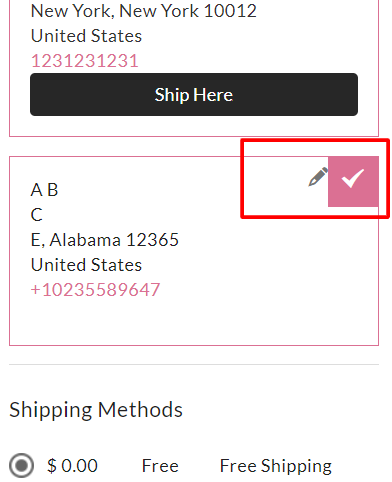 New York, New York 10012
United States
1231231231
Ship Here
A B
C
E, Alabama 12365
United States
+10235589647
Shipping Methods
$ 0.00 Free Free Shipping